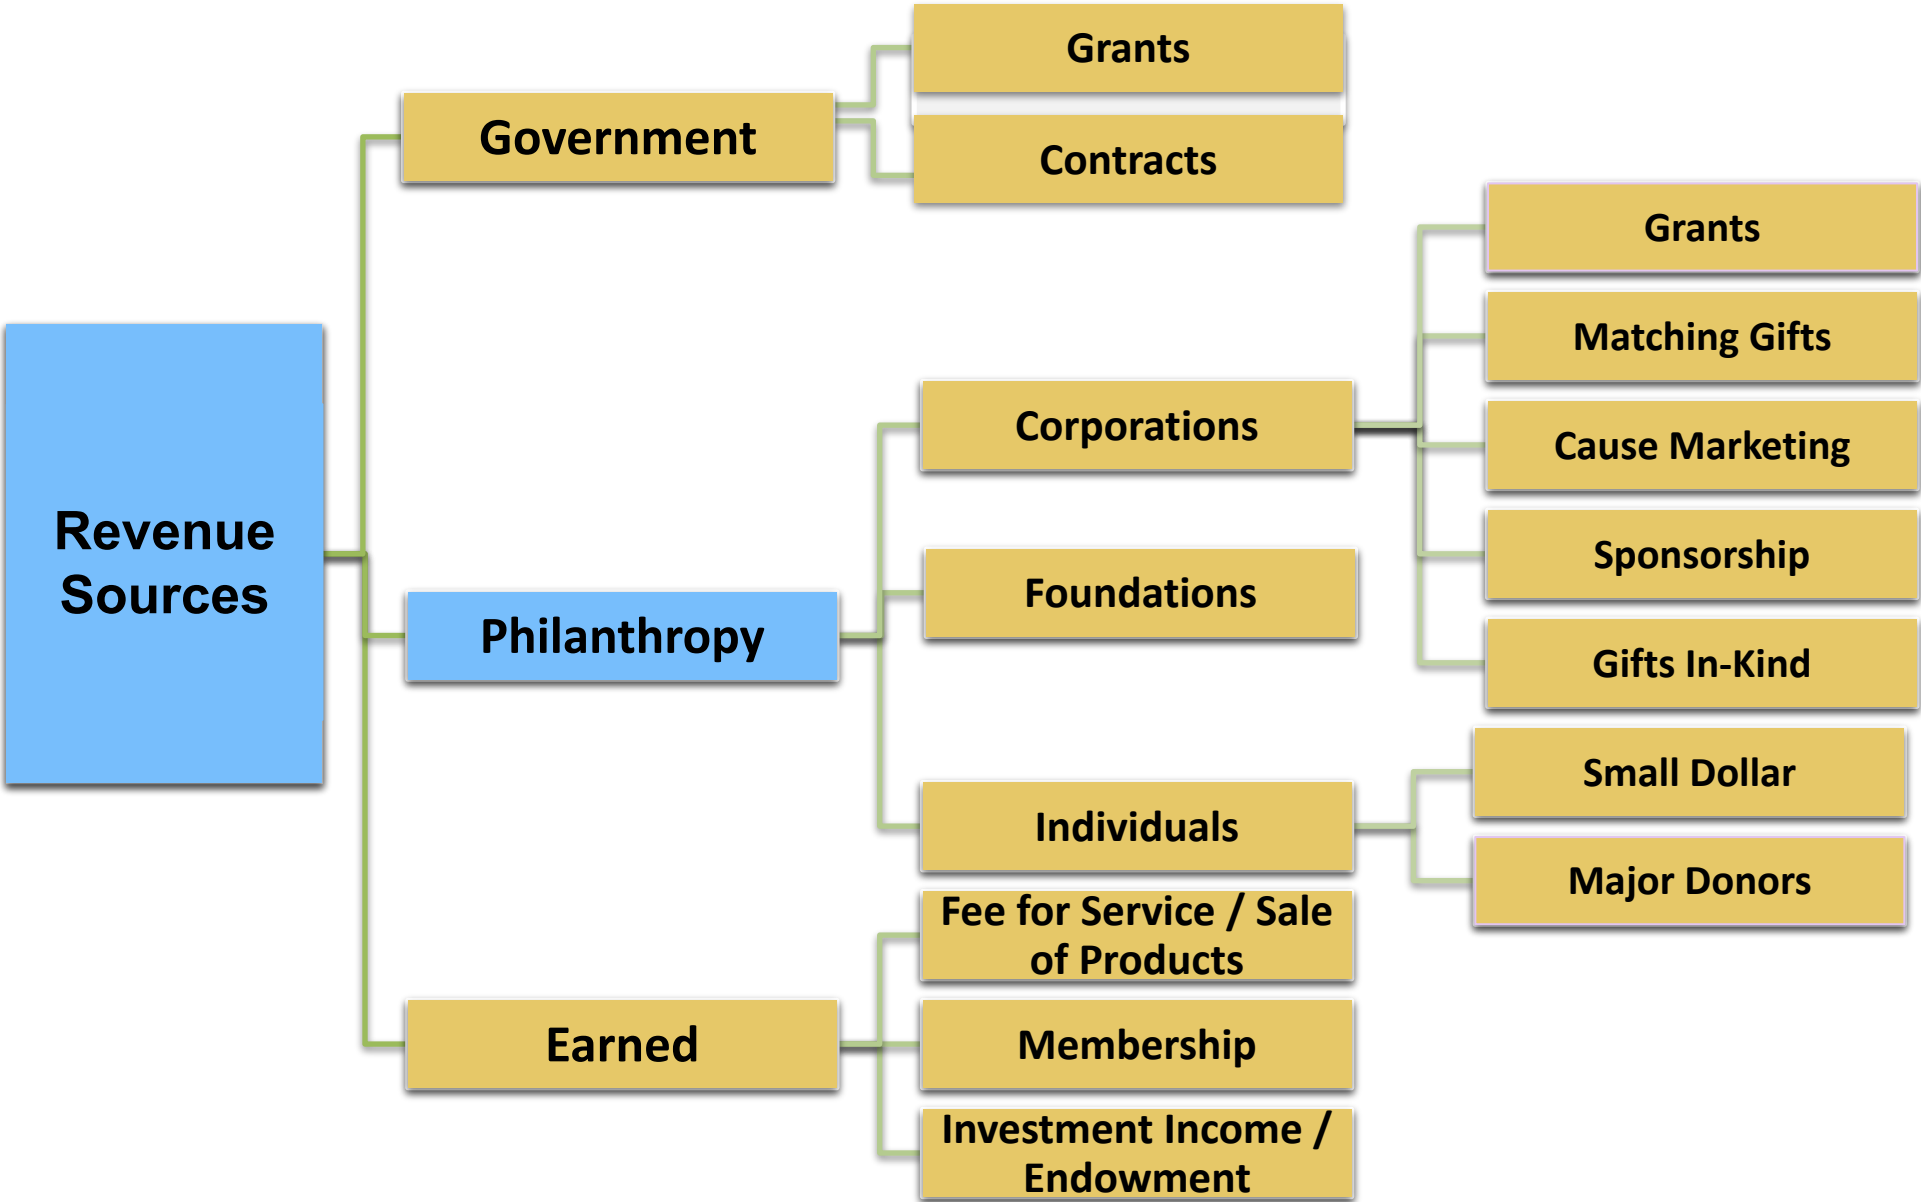 Revenue
Sources
Government
Grants
Contracts
Philanthropy
Corporations
Grants
Matching Gifts
Cause Marketing
Sponsorship
Gifts In-Kind
Foundations
Individuals
Small Dollar
Major Donors
Earned
Fee for Service / Sale
of Products
Membership
Investment Income /
Endowment